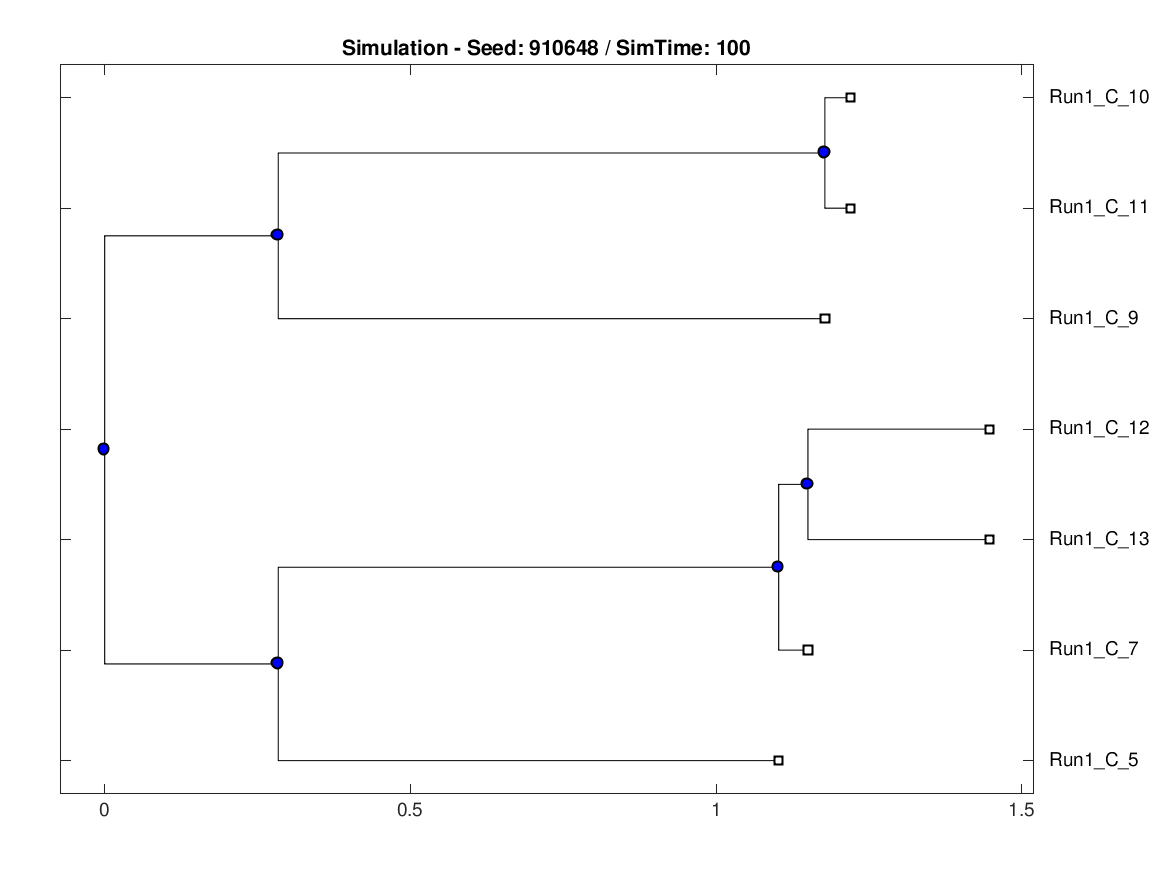 Simulation - Seed: 910648 / SimTime: 100
Run1_C_10
Run1_C_11
Run1_C_9
Run1_C_12
Run1_C_13
Run1_C_7
Run1_C_5
0 0.5 1 1.5